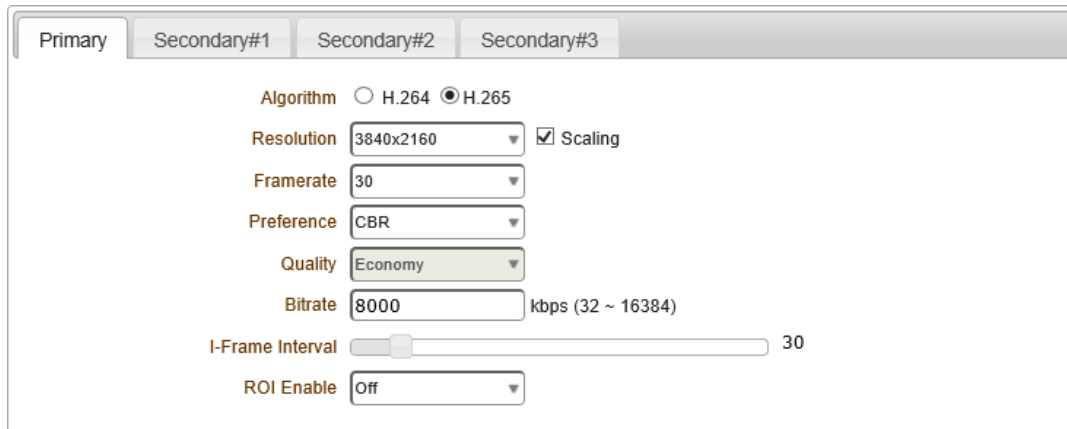 Primary Secondary#1 Secondary#2 Secondary#3
Algorithm H.264 H.265
Resolution 3840x2160 Scaling
Framerate 30
Preference CBR
Quality Economy
Bitrate 8000 kbps (32 ~ 16384)
I-Frame Interval 30
ROI Enable Off